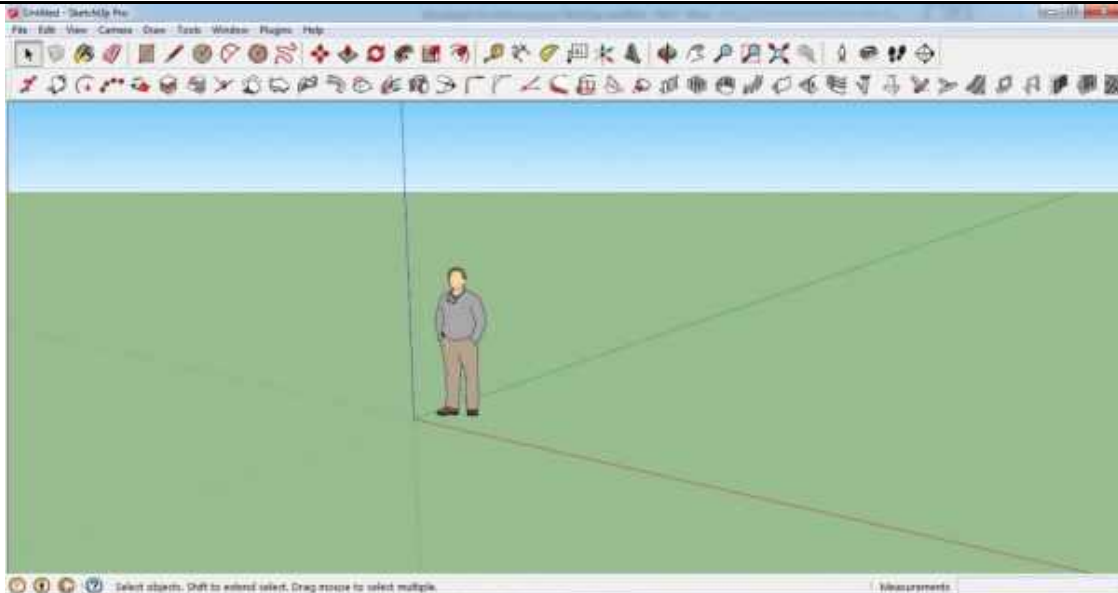 Untitled - SketchUp Pro
File Edit View Camera Draw Tools Window Plugins Help
Select objects. Shift to extend select. Drag mouse to select multiple.
Measurements